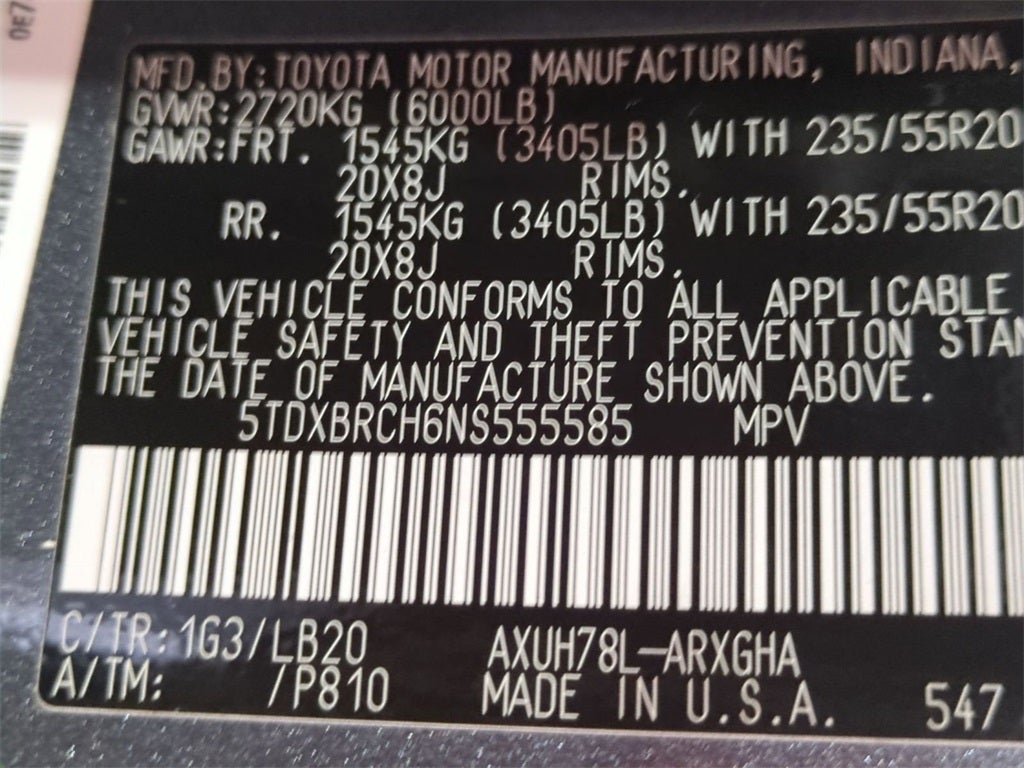 0E7
MFD.BY:TOYOTA MOTOR MANUFACTURING, INDIANA,
GVWR:2720KG (6000LB)
GAWR:FRT. 1545KG (3405LB) WITH 235/55R20
20X8J RIMS.
RR. 1545KG (3405LB) WITH 235/55R20
20X8J RIMS.
THIS VEHICLE CONFORMS TO ALL APPLICABLE
VEHICLE SAFETY AND THEFT PREVENTION STAN
THE DATE OF MANUFACTURE SHOWN ABOVE.
5TDXBRCH6NS555585 MPV
C/TR:1G3/LB20 AXUH78L-ARXGHA
A/TM: /P810 MADE IN U.S.A. 547